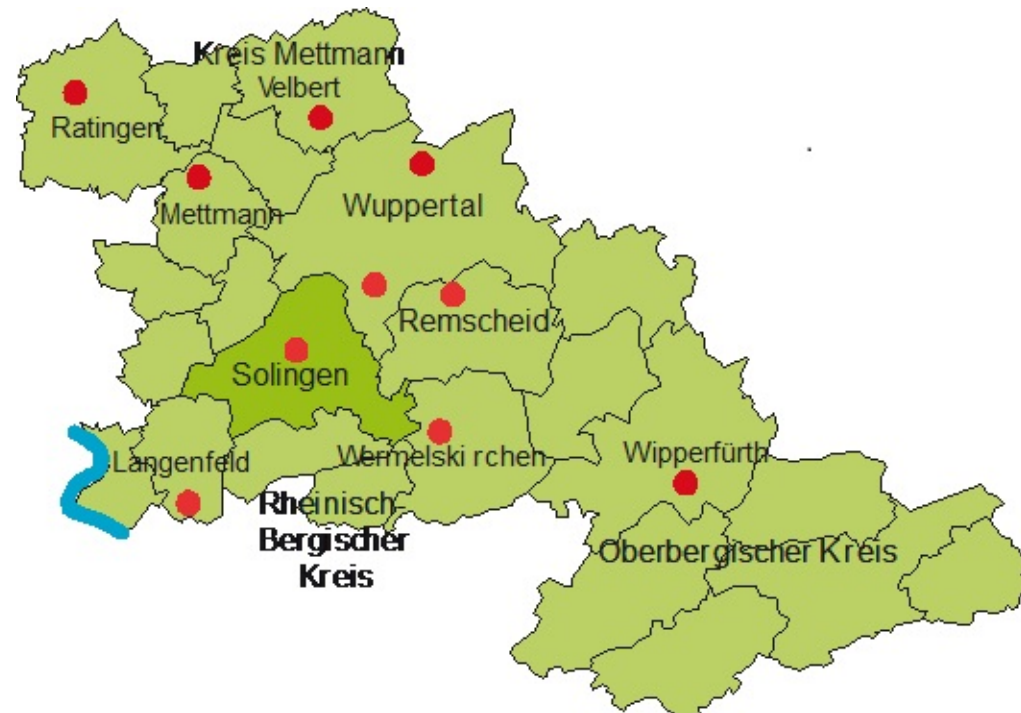 Kreis Mettmann
Velbert
Ratingen
Mettmann
Wuppertal
Remscheid
Solingen
Langenfeld
Wermelski rchen
Wipperfürth
Rheinisch-
Bergischer
Kreis
Oberbergischer Kreis